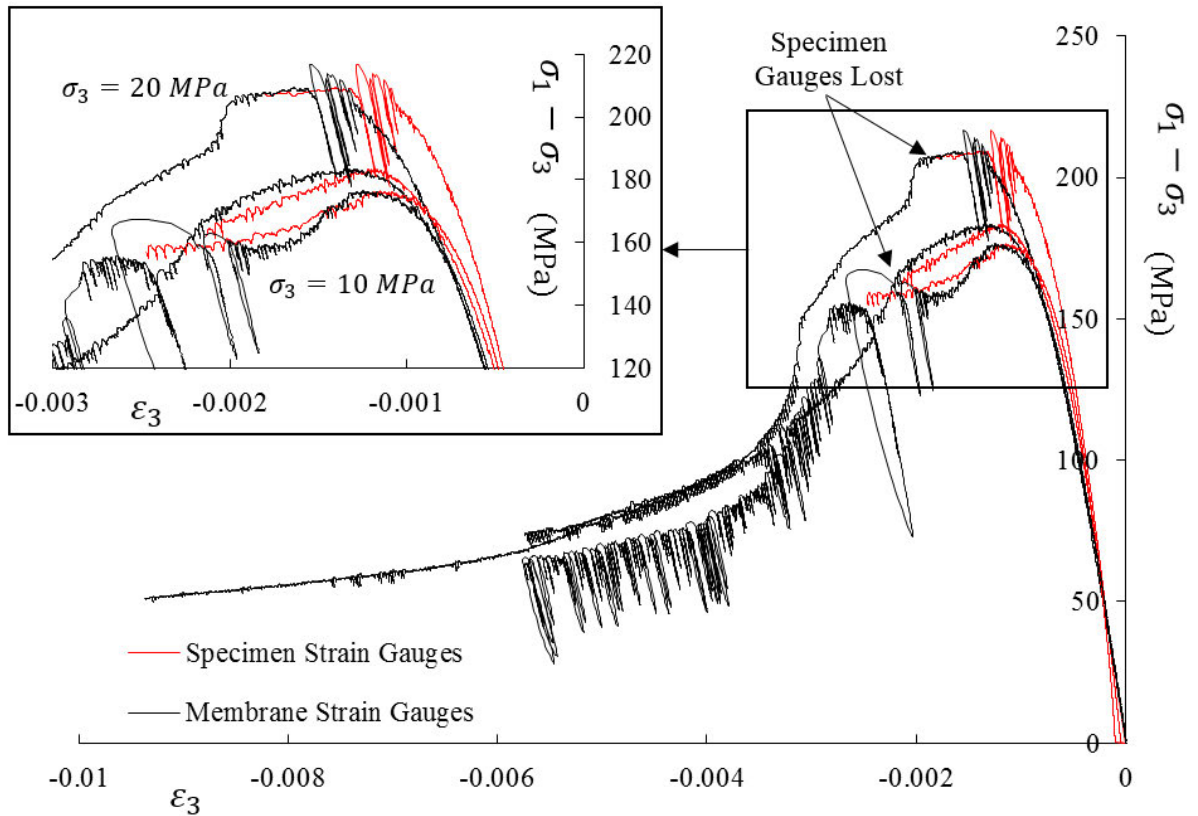 220
200
180
160
140
120
σ₁ − σ₃ (MPa)
σ₃ = 20 MPa
σ₃ = 10 MPa
-0.003
-0.002
-0.001
0
ε₃
Specimen
Gauges Lost
250
200
150
100
50
0
σ₁ − σ₃ (MPa)
Specimen Strain Gauges
Membrane Strain Gauges
-0.01
-0.008
-0.006
-0.004
-0.002
0
ε₃